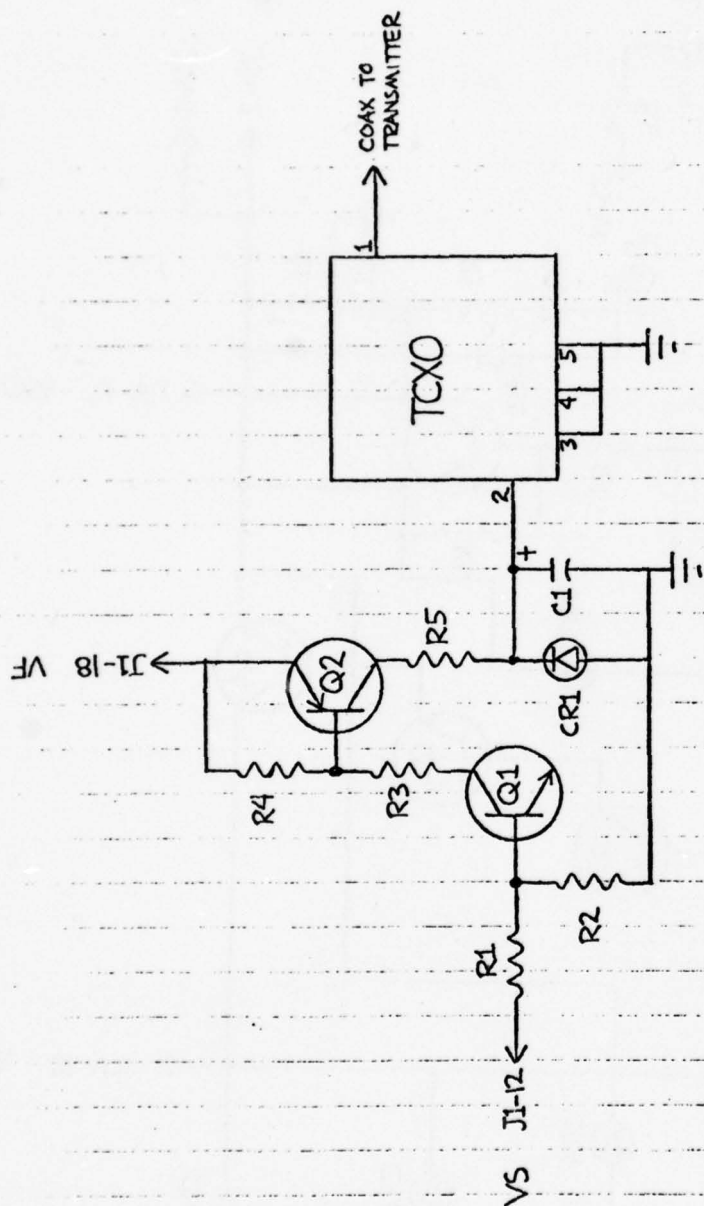 VF
J1-18
COAX TO
TRANSMITTER
R4
Q2
R5
R3
TCXO
1
2
3
4
5
+
C1
CR1
Q1
R1
R2
VS
J1-12